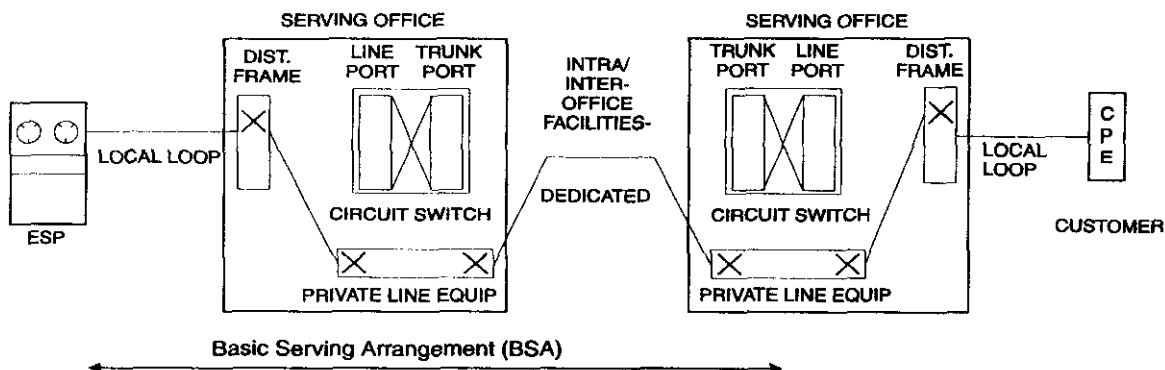 SERVING OFFICE
SERVING OFFICE
DIST.
FRAME
LINE
PORT
TRUNK
PORT
INTRA/
INTER-
OFFICE
FACILITIES-
TRUNK
PORT
LINE
PORT
DIST.
FRAME
LOCAL LOOP
DEDICATED
LOCAL
LOOP
C
P
E
CIRCUIT SWITCH
CIRCUIT SWITCH
ESP
CUSTOMER
PRIVATE LINE EQUIP
PRIVATE LINE EQUIP
Basic Serving Arrangement (BSA)